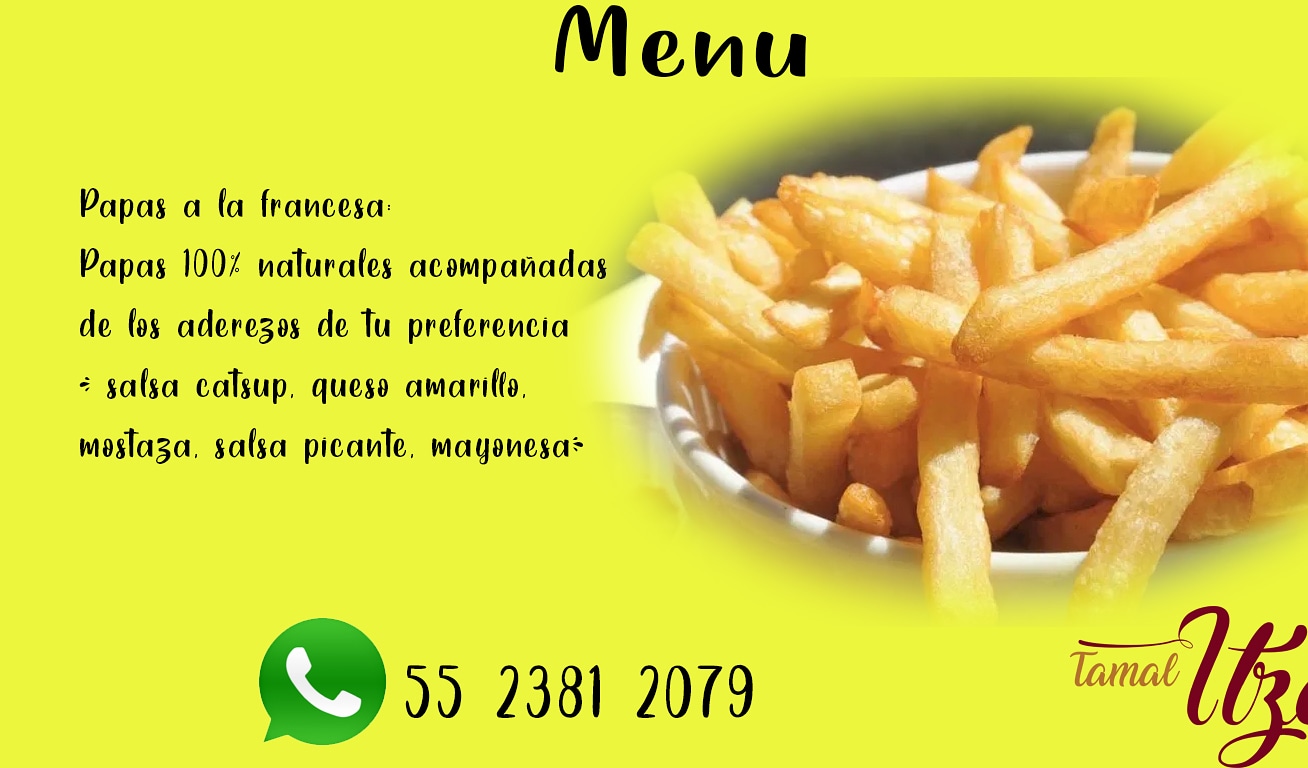 Menu
Papas a la francesa:
Papas 100% naturales acompañadas
de los aderezos de tu preferencia
salsa catsup, queso amarillo,
mostaza, salsa picante, mayonesa
55 2381 2079
Tamal